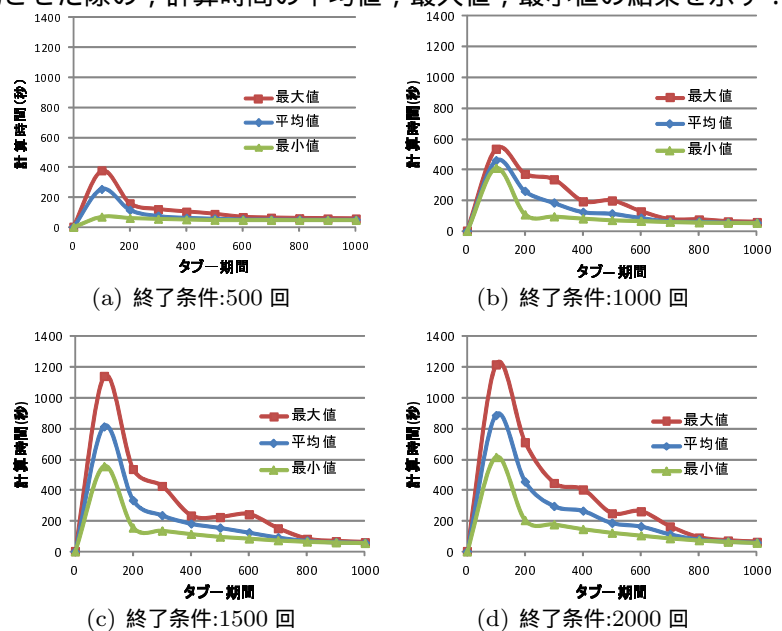 させた際の，計算時間の平均値，最大値，最小値の結果を示す．
1400
1200
1000
800
600
400
200
0
計算時間(秒)
最大値
平均値
最小値
0 200 400 600 800 1000
タブー期間
(a) 終了条件:500 回
1400
1200
1000
800
600
400
200
0
計算時間(秒)
最大値
平均値
最小値
0 200 400 600 800 1000
タブー期間
(b) 終了条件:1000 回
1400
1200
1000
800
600
400
200
0
計算時間(秒)
最大値
平均値
最小値
0 200 400 600 800 1000
タブー期間
(c) 終了条件:1500 回
1400
1200
1000
800
600
400
200
0
計算時間(秒)
最大値
平均値
最小値
0 200 400 600 800 1000
タブー期間
(d) 終了条件:2000 回